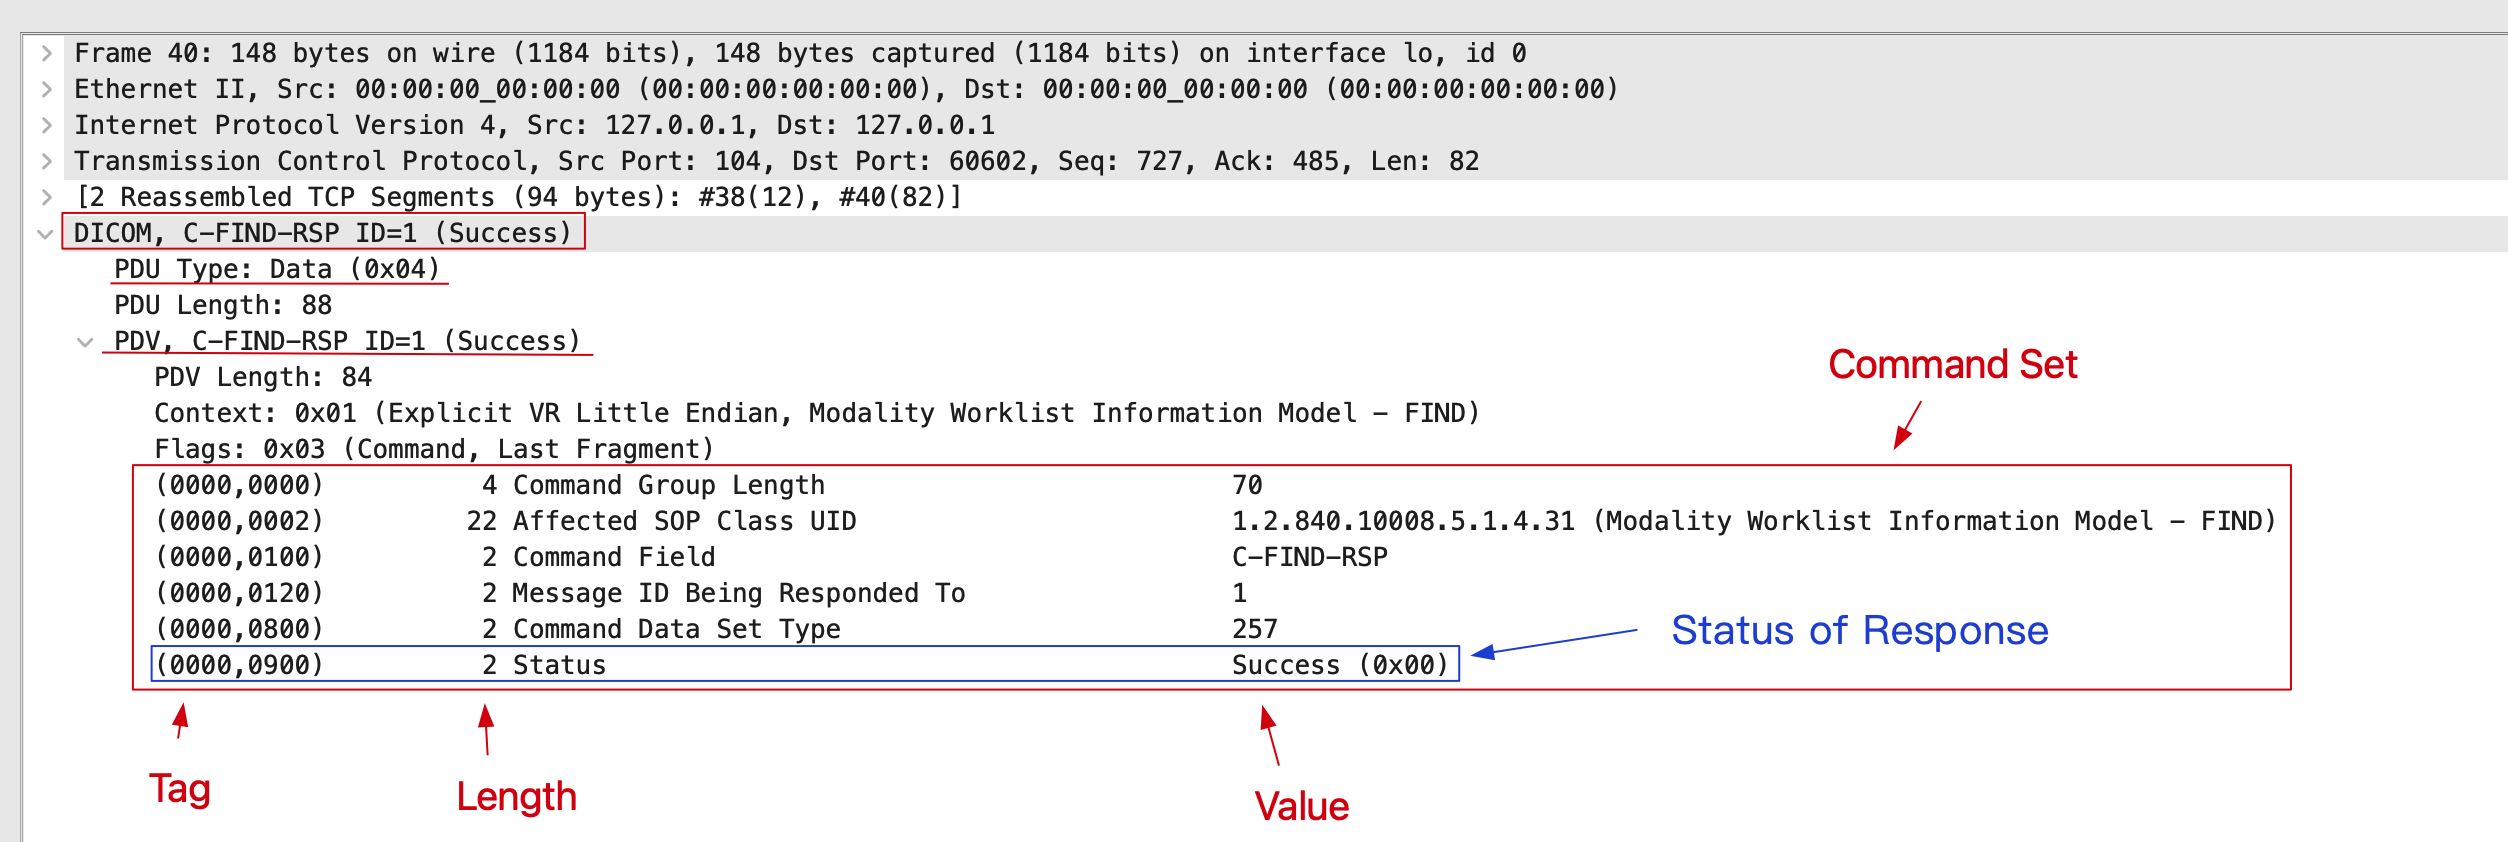 Frame 40: 148 bytes on wire (1184 bits), 148 bytes captured (1184 bits) on interface lo, id 0
Ethernet II, Src: 00:00:00_00:00:00 (00:00:00:00:00:00), Dst: 00:00:00_00:00:00 (00:00:00:00:00:00)
Internet Protocol Version 4, Src: 127.0.0.1, Dst: 127.0.0.1
Transmission Control Protocol, Src Port: 104, Dst Port: 60602, Seq: 727, Ack: 485, Len: 82
[2 Reassembled TCP Segments (94 bytes): #38(12), #40(82)]
DICOM, C-FIND-RSP ID=1 (Success)
PDU Type: Data (0x04)
PDU Length: 88
PDV, C-FIND-RSP ID=1 (Success)
Command Set
PDV Length: 84
Context: 0x01 (Explicit VR Little Endian, Modality Worklist Information Model – FIND)
Flags: 0x03 (Command, Last Fragment)
(0000,0000) 4 Command Group Length 70
(0000,0002) 22 Affected SOP Class UID 1.2.840.10008.5.1.4.31 (Modality Worklist Information Model – FIND)
(0000,0100) 2 Command Field C-FIND-RSP
(0000,0120) 2 Message ID Being Responded To 1
(0000,0800) 2 Command Data Set Type 257
Status of Response
(0000,0900) 2 Status Success (0x00)
Tag Length Value